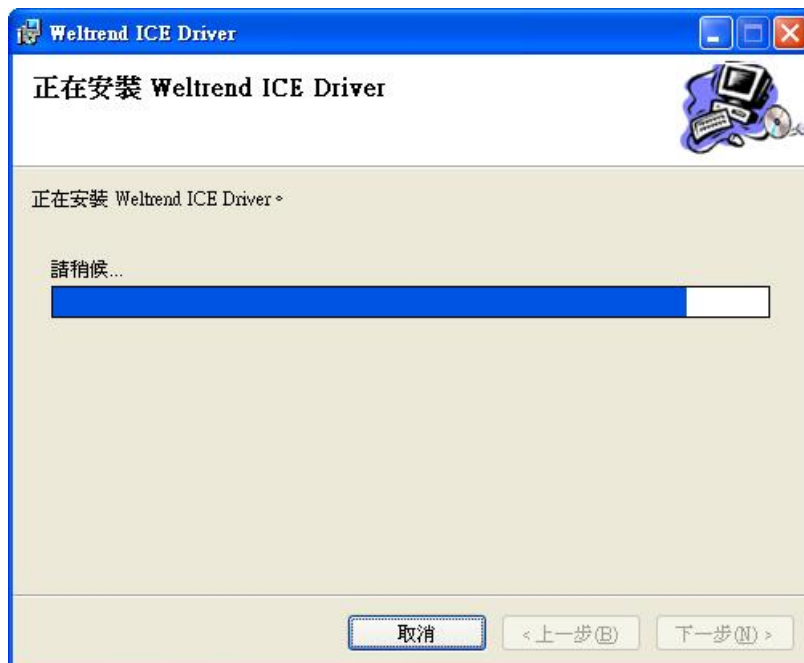 Weltrend ICE Driver
正在安裝 Weltrend ICE Driver
正在安裝 Weltrend ICE Driver。
請稍候...
取消
<上一步(B)
下一步(N)>